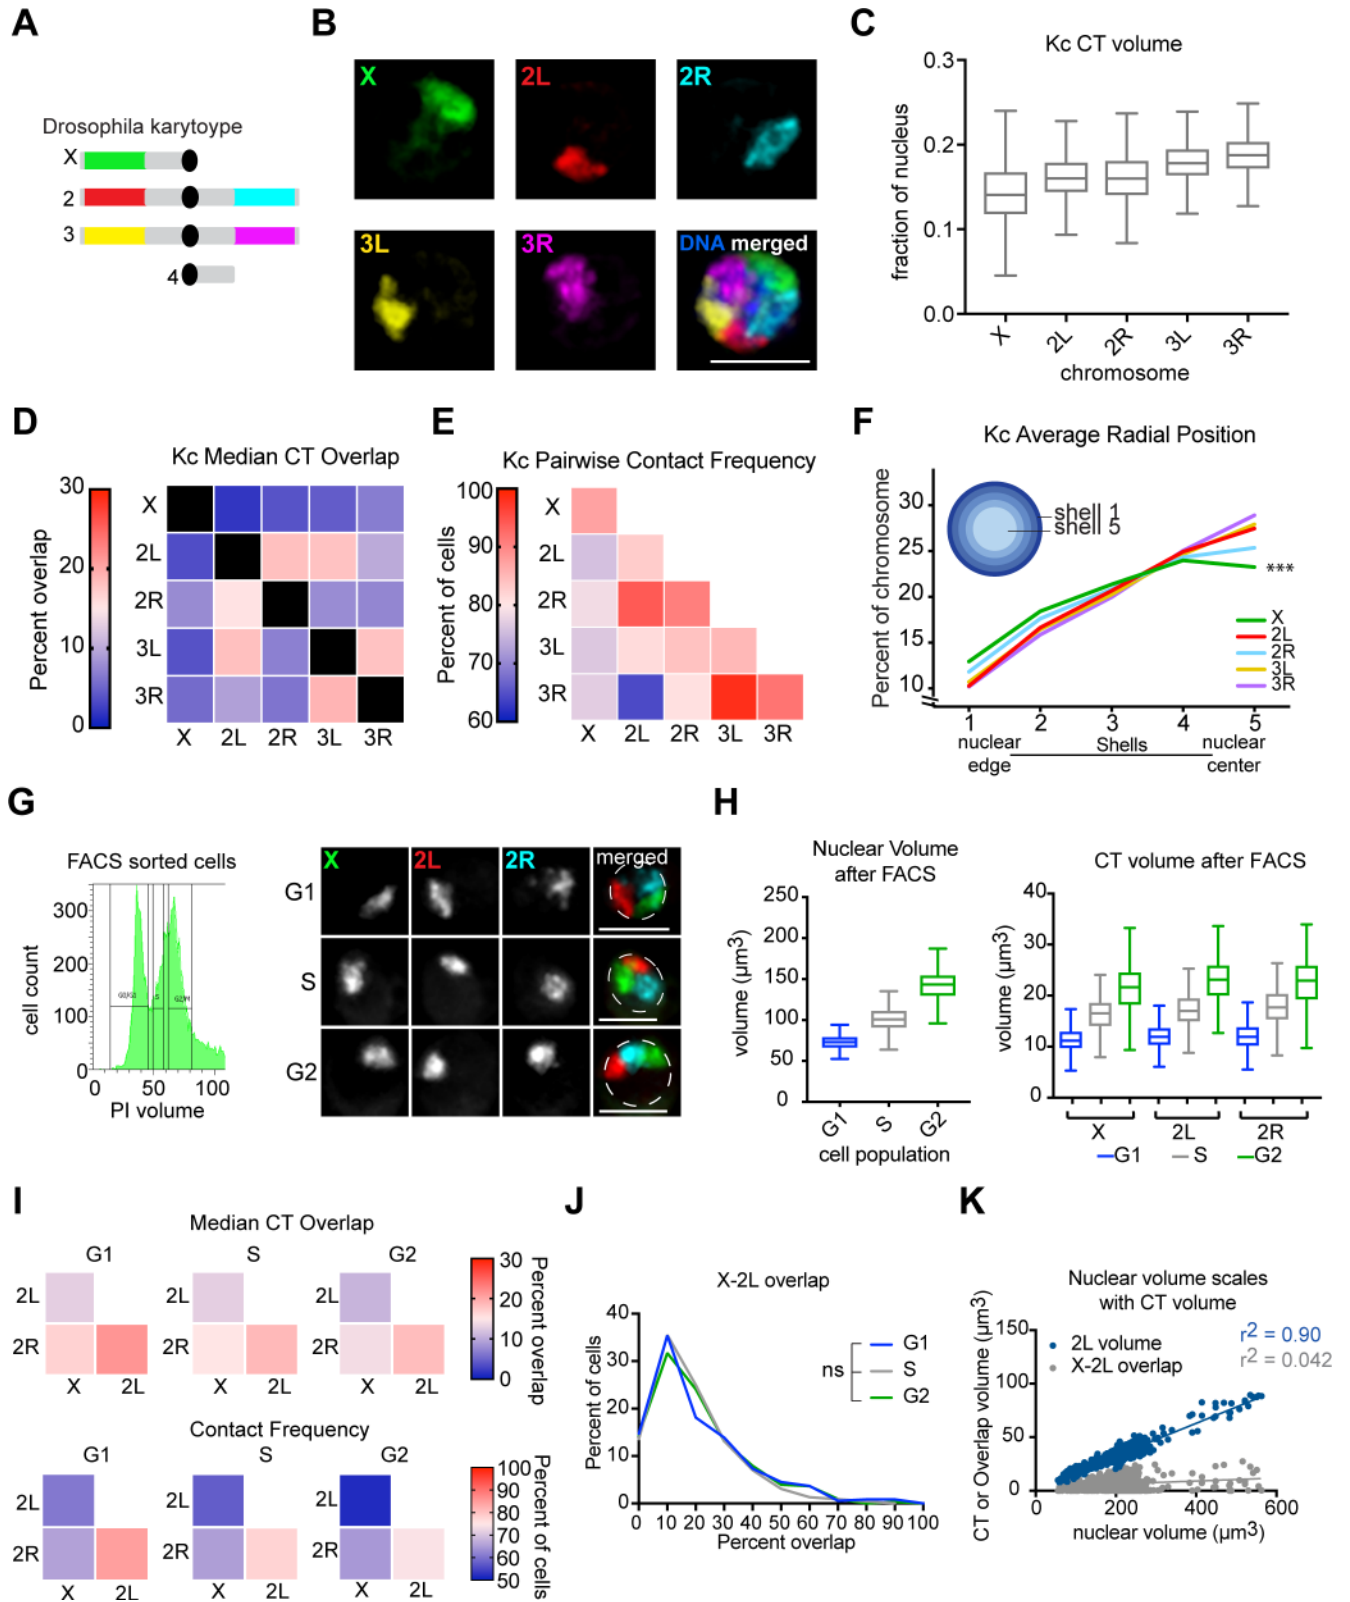 A
Drosophila karytoype
X
2
3
4
B
X
2L
2R
3L
3R
DNA merged
C
Kc CT volume
fraction of nucleus
0.3
0.2
0.1
0.0
X
2L
2R
3L
3R
chromosome
D
Kc Median CT Overlap
Percent overlap
30
20
10
0
X
2L
2R
3L
3R
X 2L 2R 3L 3R
E
Kc Pairwise Contact Frequency
Percent of cells
100
90
80
70
60
X
2L
2R
3L
3R
X 2L 2R 3L 3R
F
Kc Average Radial Position
Percent of chromosome
30
25
20
15
10
shell 1
shell 5
***
X
2L
2R
3L
3R
1 2 3 4 5
nuclear edge
Shells
nuclear center
G
FACS sorted cells
cell count
300
200
100
0
G0/G1
S
G2/M
0 50 100
PI volume
X 2L 2R merged
G1
S
G2
H
Nuclear Volume
after FACS
volume (µm3)
250
200
150
100
50
0
G1
S
G2
cell population
CT volume after FACS
volume (µm3)
40
30
20
10
0
X 2L 2R
G1 S G2
I
Median CT Overlap
G1 S G2
2L 2L 2L
2R 2R 2R
X 2L X 2L X 2L
30
20
10
0
Percent overlap
Contact Frequency
G1 S G2
2L 2L 2L
2R 2R 2R
X 2L X 2L X 2L
100
90
80
70
60
50
Percent of cells
J
X-2L overlap
Percent of cells
40
30
20
10
0
ns
G1
S
G2
0 10 20 30 40 50 60 70 80 90 100
Percent overlap
K
Nuclear volume scales
with CT volume
CT or Overlap volume (µm3)
150
100
50
0
2L volume
X-2L overlap
r2 = 0.90
r2 = 0.042
0 200 400 600
nuclear volume (µm3)